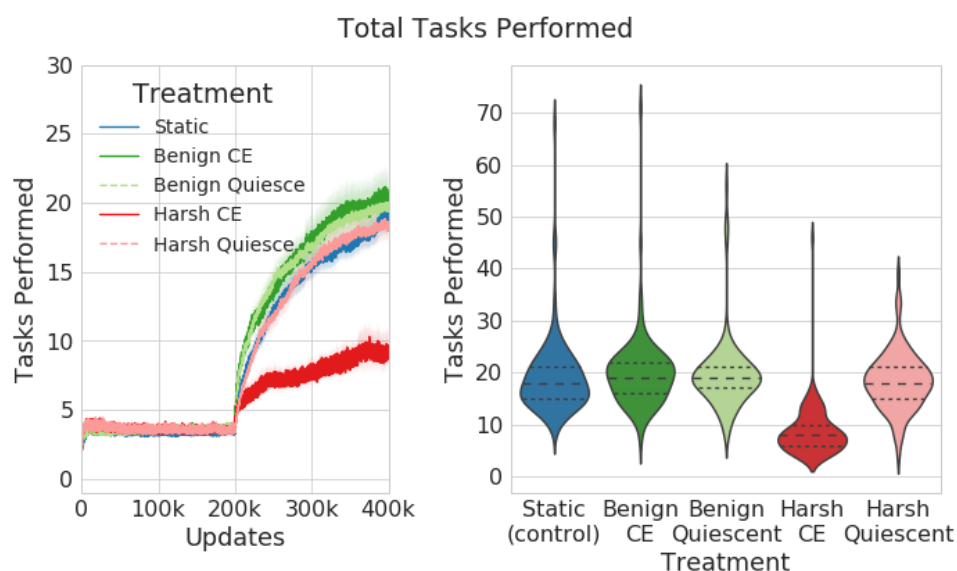 Total Tasks Performed
Tasks Performed
30
25
20
15
10
5
0
Treatment
Static
Benign CE
Benign Quiesce
Harsh CE
Harsh Quiesce
0
100k
200k
300k
400k
Updates
Tasks Performed
70
60
50
40
30
20
10
0
Static
(control)
Benign
CE
Benign
Quiescent
Harsh
CE
Harsh
Quiescent
Treatment